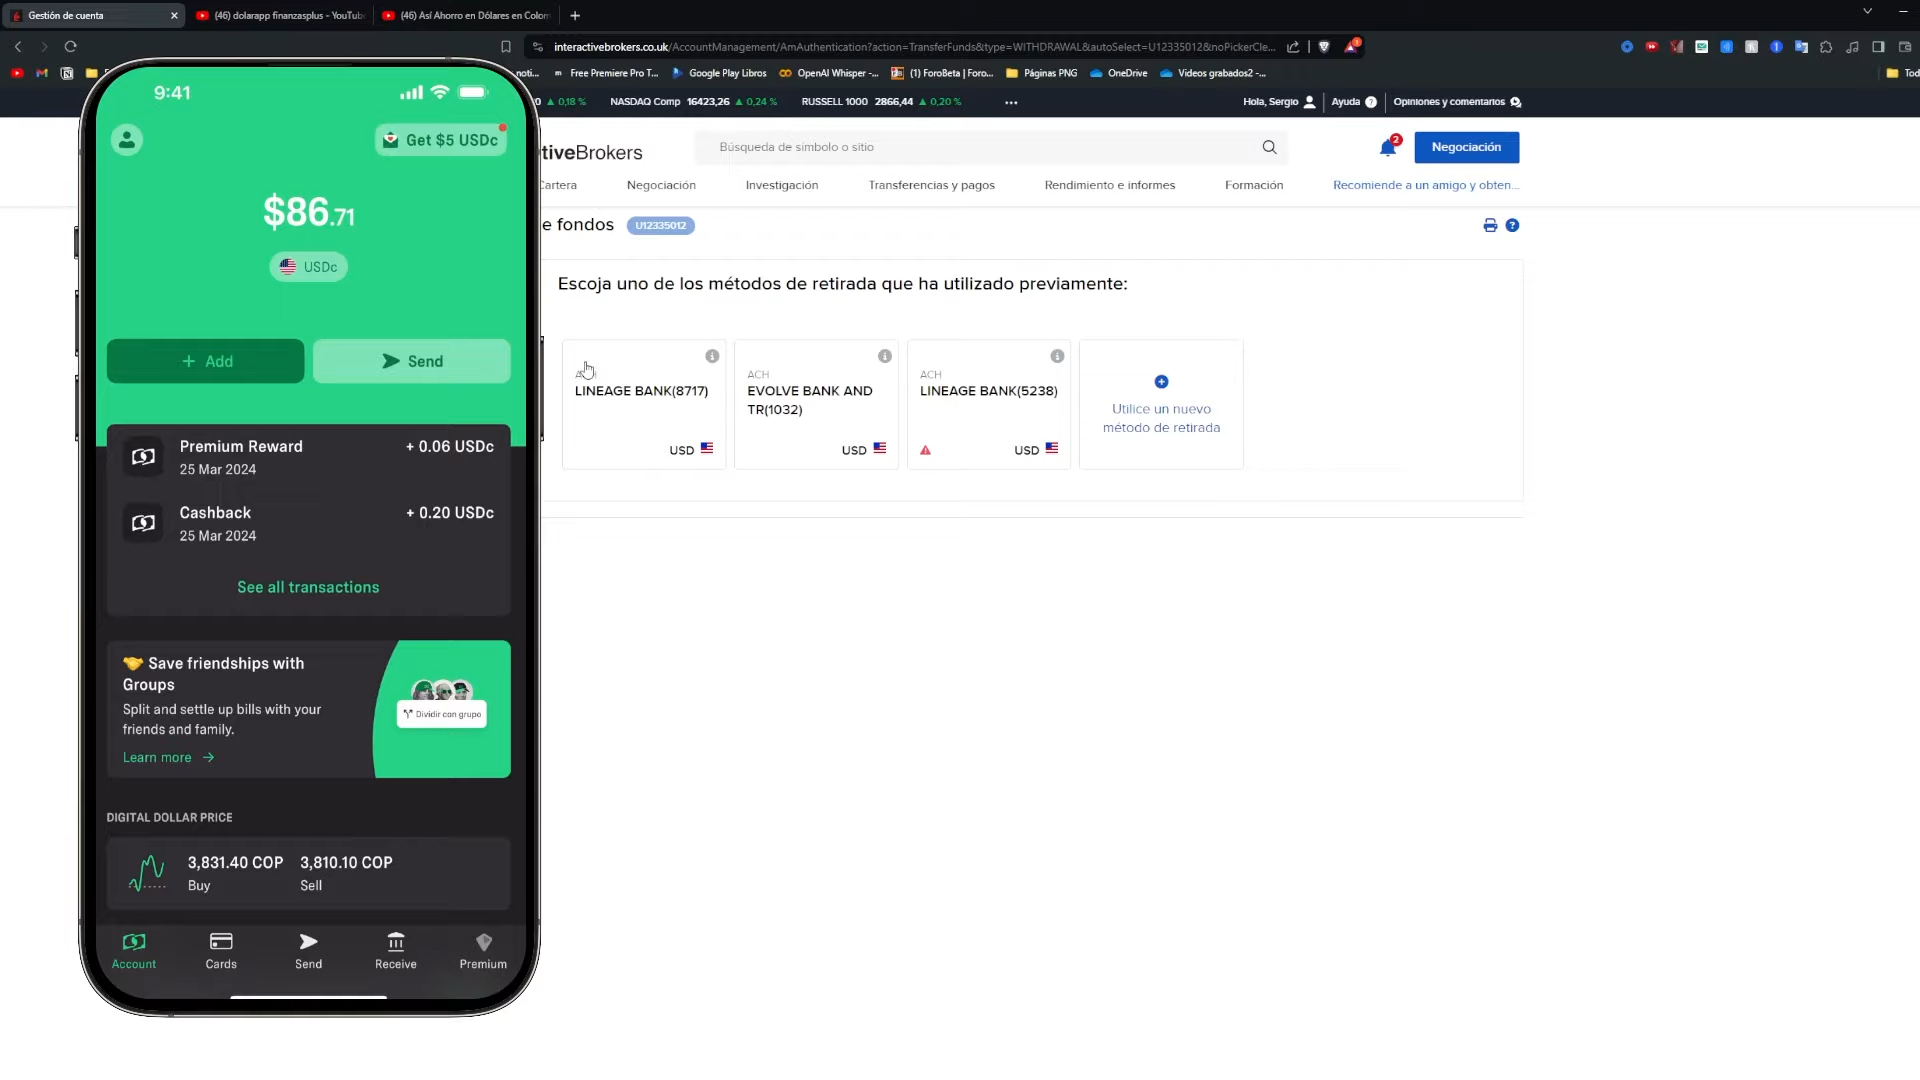 Gestión de cuenta
(46) dolarapp finanzasplus - YouTube
(46) Así Ahorro en Dólares en Colom
interactivebrokers.co.uk/AccountManagement/AmAuthentication?action=TransferFunds&type=WITHDRAWAL&autoSelect=U12335012&noPickerCle...
noti...
Free Premiere Pro T...
Google Play Libros
OpenAI Whisper -...
(1) ForoBeta | Foro...
Páginas PNG
OneDrive
Videos grabados2 -...
Tod
0,18 %
NASDAQ Comp 16423,26 0,24 %
RUSSELL 1000 2866,44 0,20 %
Hola, Sergio
Ayuda
Opiniones y comentarios
tiveBrokers
Búsqueda de símbolo o sitio
2
Negociación
Cartera
Negociación
Investigación
Transferencias y pagos
Rendimiento e informes
Formación
Recomiende a un amigo y obten...
e fondos
U12335012
Escoja uno de los métodos de retirada que ha utilizado previamente:
LINEAGE BANK(8717)
USD
ACH
EVOLVE BANK AND
TR(1032)
USD
ACH
LINEAGE BANK(5238)
USD
Utilice un nuevo
método de retirada
9:41
Get $5 USDc
$86.71
USDc
+ Add
Send
Premium Reward
+ 0.06 USDc
25 Mar 2024
Cashback
+ 0.20 USDc
25 Mar 2024
See all transactions
Save friendships with
Groups
Split and settle up bills with your
friends and family.
Learn more →
Dividir con grupo
DIGITAL DOLLAR PRICE
3,831.40 COP
3,810.10 COP
Buy
Sell
Account
Cards
Send
Receive
Premium